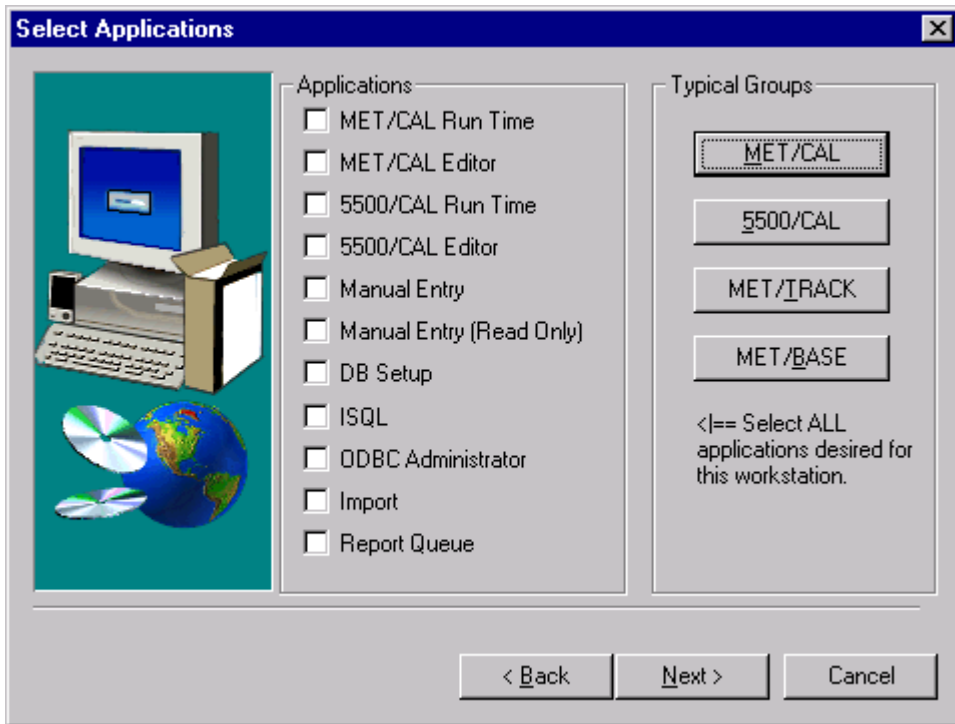 Select Applications
Applications
MET/CAL Run Time
MET/CAL Editor
5500/CAL Run Time
5500/CAL Editor
Manual Entry
Manual Entry (Read Only)
DB Setup
ISQL
ODBC Administrator
Import
Report Queue
Typical Groups
MET/CAL
5500/CAL
MET/TRACK
MET/BASE
<|== Select ALL
applications desired for
this workstation.
< Back
Next >
Cancel